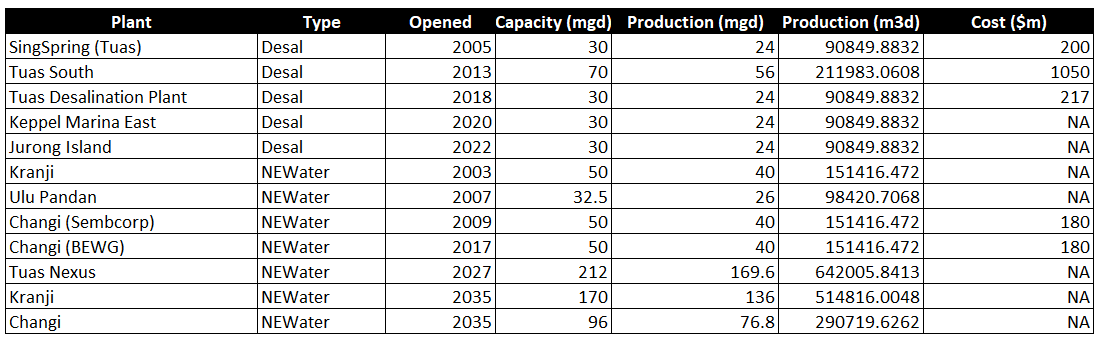 Plant Type Opened Capacity (mgd) Production (mgd) Production (m3d) Cost ($m)
SingSpring (Tuas) Desal 2005 30 24 90849.8832 200
Tuas South Desal 2013 70 56 211983.0608 1050
Tuas Desalination Plant Desal 2018 30 24 90849.8832 217
Keppel Marina East Desal 2020 30 24 90849.8832 NA
Jurong Island Desal 2022 30 24 90849.8832 NA
Kranji NEWater 2003 50 40 151416.472 NA
Ulu Pandan NEWater 2007 32.5 26 98420.7068 NA
Changi (Sembcorp) NEWater 2009 50 40 151416.472 180
Changi (BEWG) NEWater 2017 50 40 151416.472 180
Tuas Nexus NEWater 2027 212 169.6 642005.8413 NA
Kranji NEWater 2035 170 136 514816.0048 NA
Changi NEWater 2035 96 76.8 290719.6262 NA